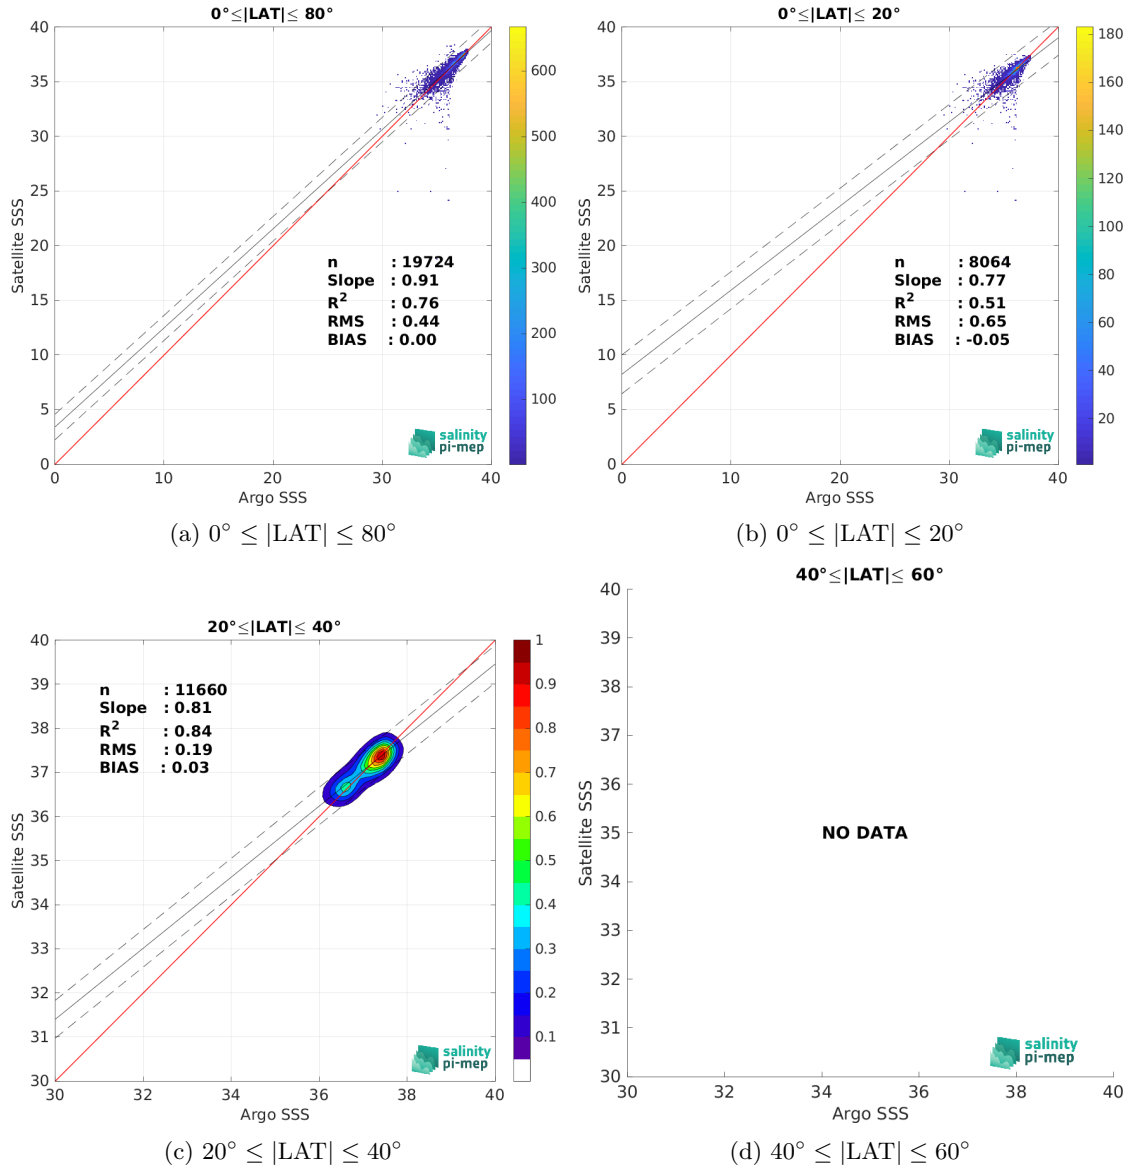 0°≤|LAT|≤ 80°
40
35
30
25
20
15
10
5
0
0
10
20
30
40
Satellite SSS
Argo SSS
n : 19724
Slope : 0.91
R² : 0.76
RMS : 0.44
BIAS : 0.00
salinity
pi-mep
600
500
400
300
200
100
(a) 0° ≤ |LAT| ≤ 80°
0°≤|LAT|≤ 20°
40
35
30
25
20
15
10
5
0
0
10
20
30
40
Satellite SSS
Argo SSS
n : 8064
Slope : 0.77
R² : 0.51
RMS : 0.65
BIAS : -0.05
salinity
pi-mep
180
160
140
120
100
80
60
40
20
(b) 0° ≤ |LAT| ≤ 20°
20°≤|LAT|≤ 40°
40
39
38
37
36
35
34
33
32
31
30
30
32
34
36
38
40
Satellite SSS
Argo SSS
n : 11660
Slope : 0.81
R² : 0.84
RMS : 0.19
BIAS : 0.03
salinity
pi-mep
1
0.9
0.8
0.7
0.6
0.5
0.4
0.3
0.2
0.1
(c) 20° ≤ |LAT| ≤ 40°
40°≤|LAT|≤ 60°
40
39
38
37
36
35
34
33
32
31
30
30
32
34
36
38
40
Satellite SSS
Argo SSS
NO DATA
salinity
pi-mep
(d) 40° ≤ |LAT| ≤ 60°